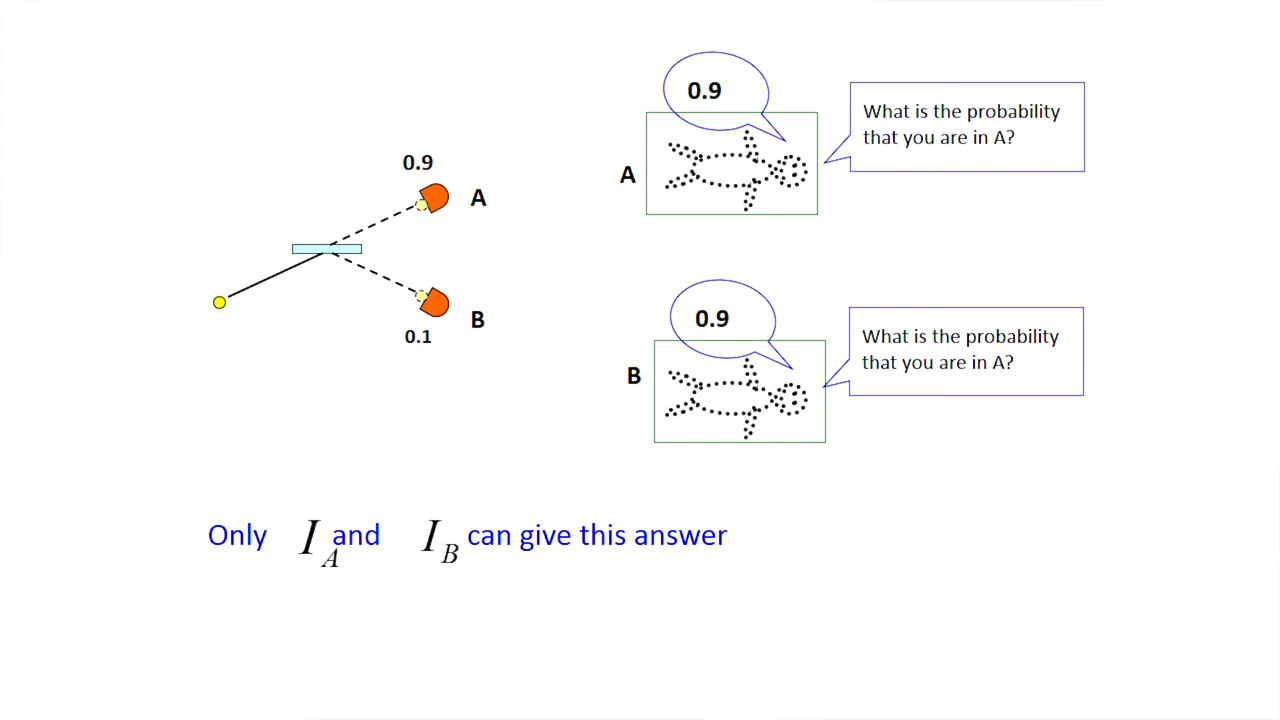 0.9
A
B
0.1
A
0.9
What is the probability
that you are in A?
B
0.9
What is the probability
that you are in A?
Only I_A and I_B can give this answer